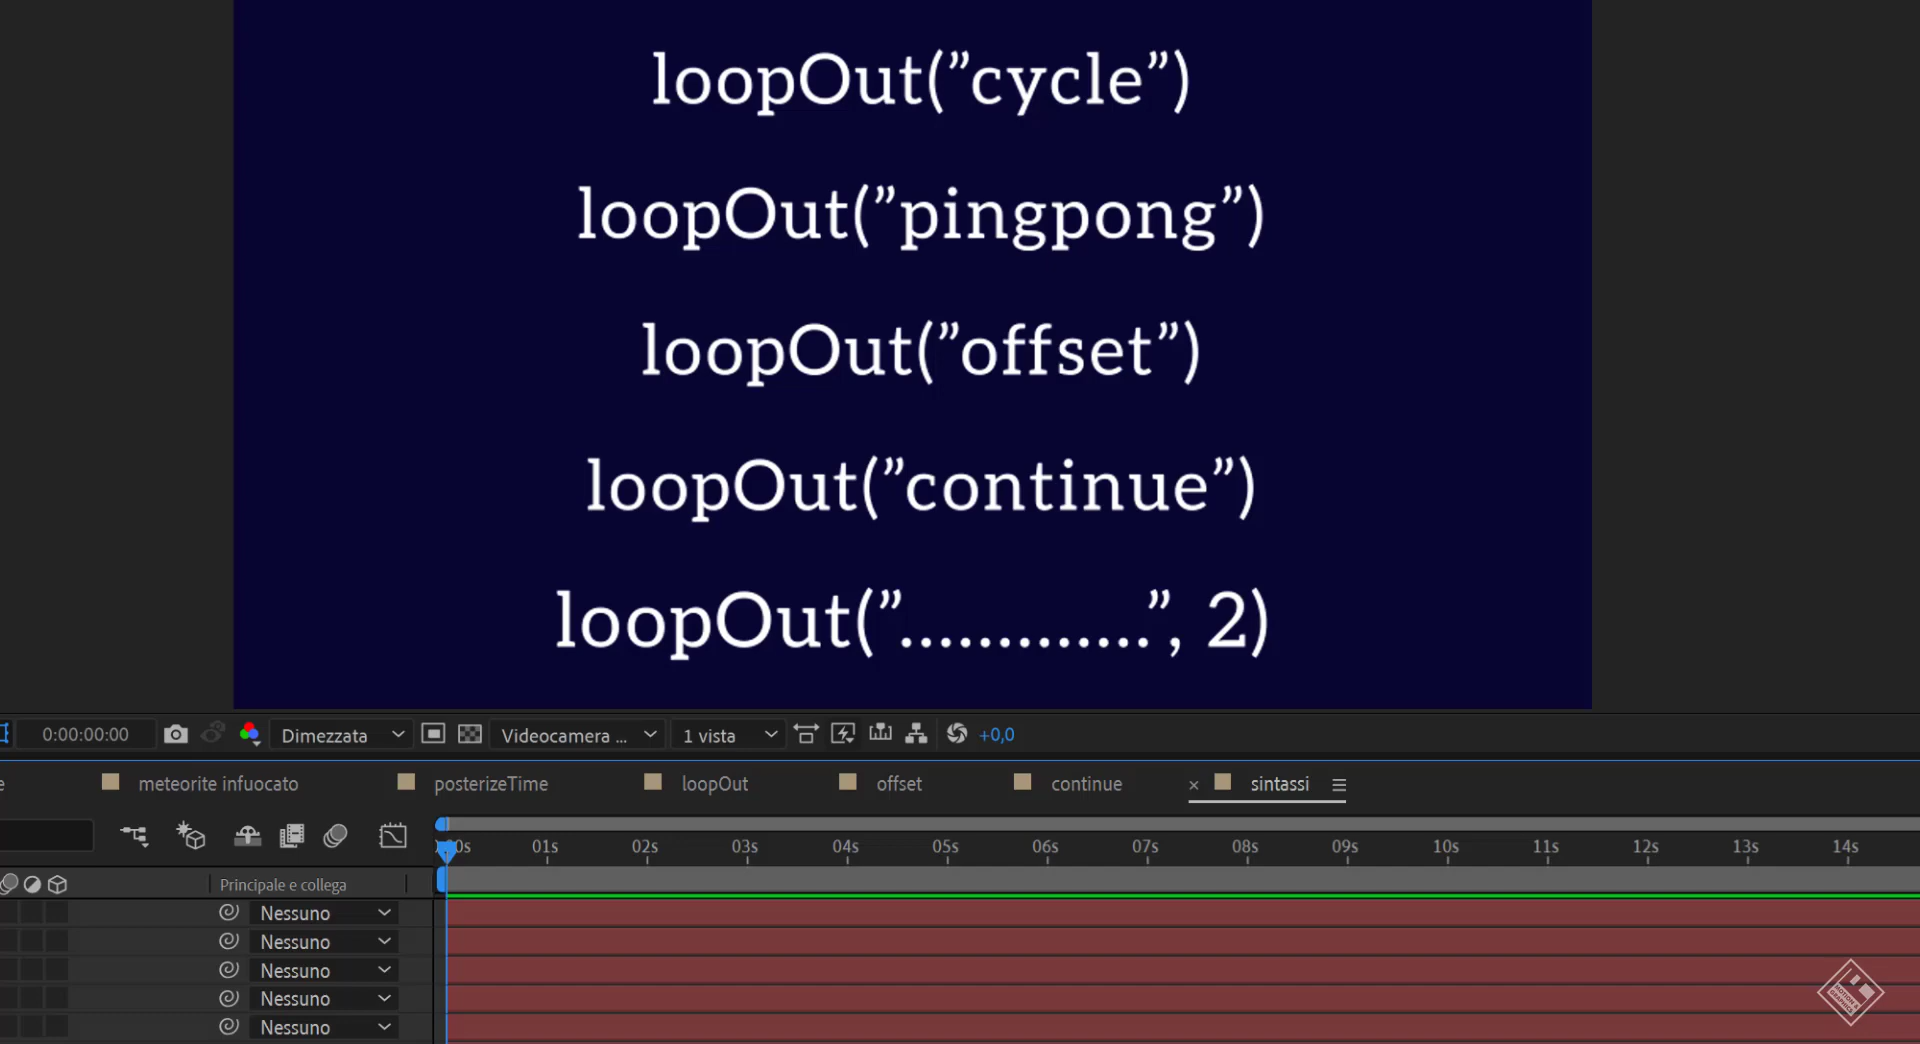 loopOut(”cycle”)
loopOut(”pingpong”)
loopOut(”offset”)
loopOut(”continue”)
loopOut(”.............”, 2)
0:00:00:00 Dimezzata Videocamera ... 1 vista +0,0
meteorite infuocato posterizeTime loopOut offset continue × sintassi
01s 02s 03s 04s 05s 06s 07s 08s 09s 10s 11s 12s 13s 14s
Principale e collega
Nessuno
Nessuno
Nessuno
Nessuno
Nessuno